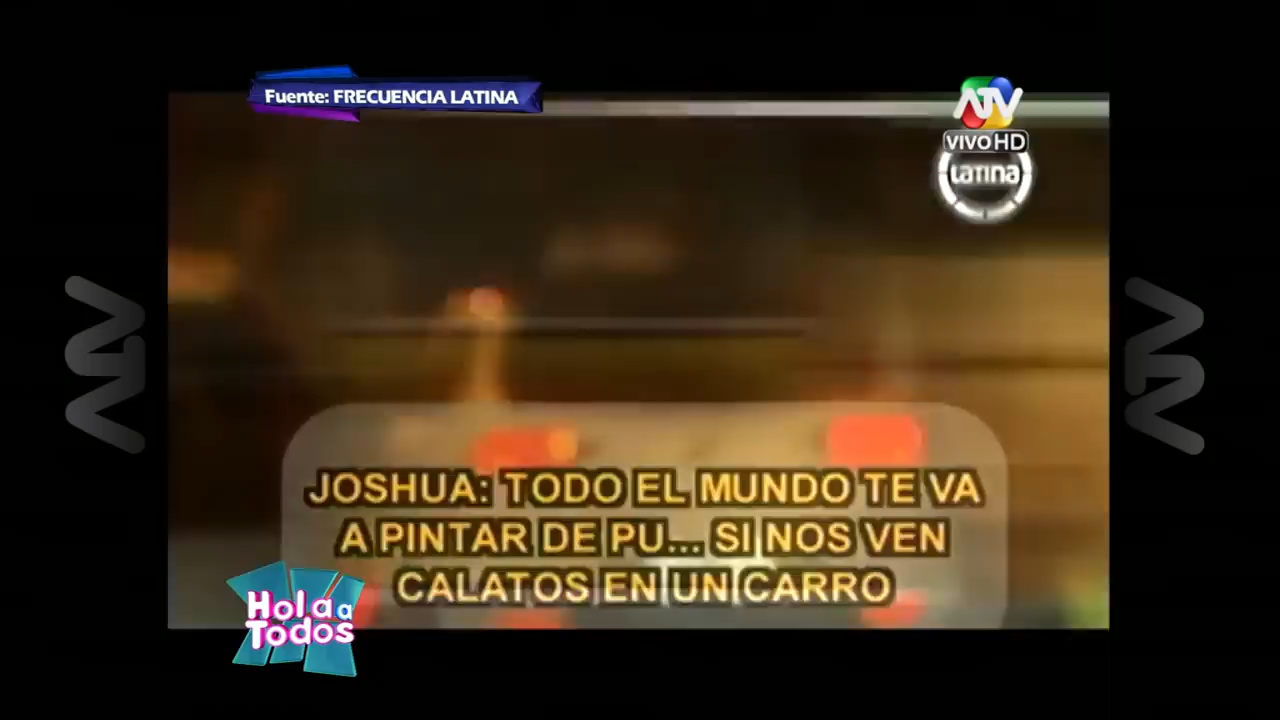 Fuente: FRECUENCIA LATINA
ATV
VIVO HD
Latina
JOSHUA: TODO EL MUNDO TE VA
A PINTAR DE PU... SI NOS VEN
CALATOS EN UN CARRO
Hola a
Todos